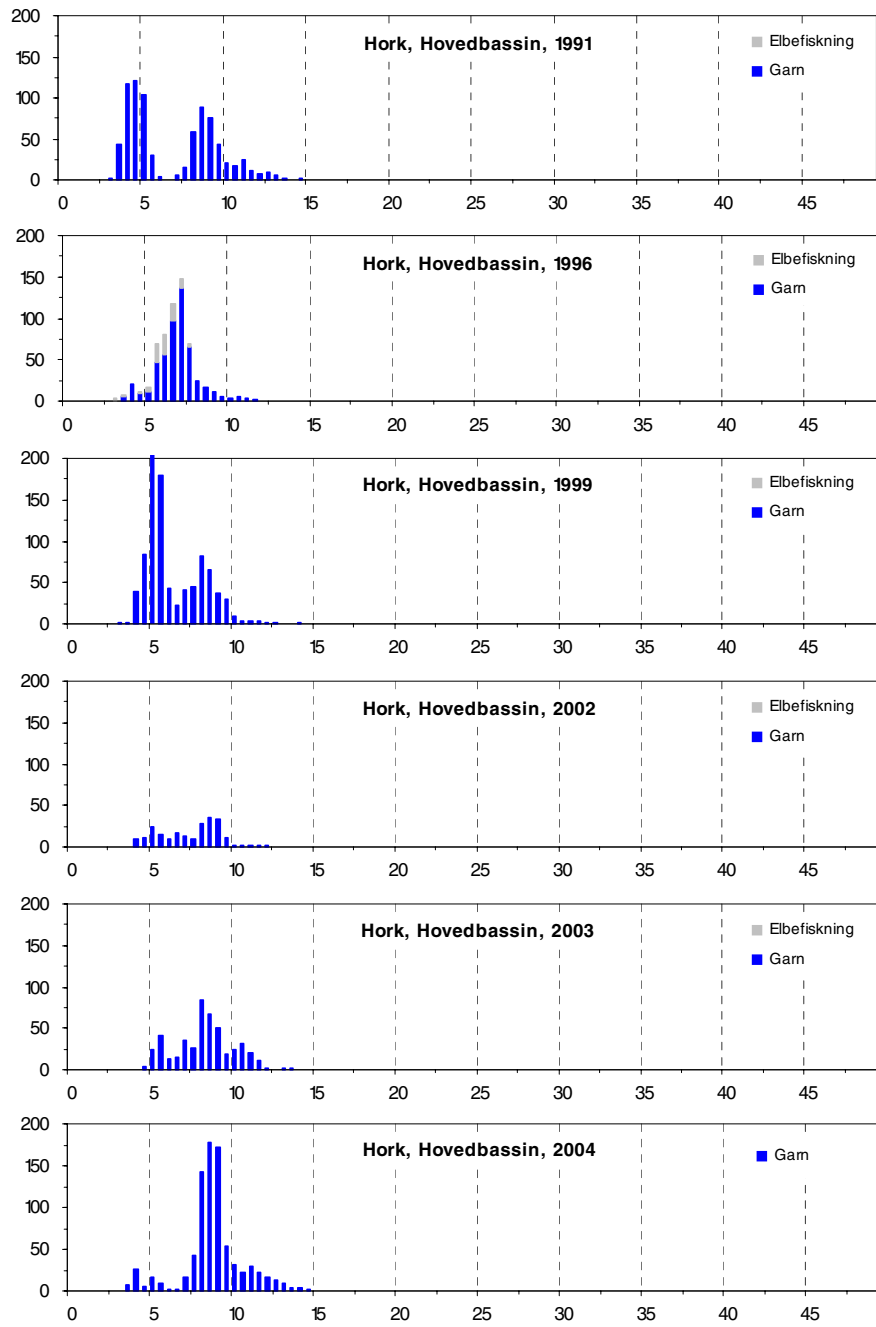 200
Hork, Hovedbassin, 1991
Elbefiskning
150
Garn
100
50
0
0 5 10 15 20 25 30 35 40 45
200
Hork, Hovedbassin, 1996
Elbefiskning
150
Garn
100
50
0
0 5 10 15 20 25 30 35 40 45
200
Hork, Hovedbassin, 1999
Elbefiskning
150
Garn
100
50
0
0 5 10 15 20 25 30 35 40 45
200
Hork, Hovedbassin, 2002
Elbefiskning
150
Garn
100
50
0
0 5 10 15 20 25 30 35 40 45
200
Hork, Hovedbassin, 2003
Elbefiskning
150
Garn
100
50
0
0 5 10 15 20 25 30 35 40 45
200
Hork, Hovedbassin, 2004
Garn
150
100
50
0
0 5 10 15 20 25 30 35 40 45